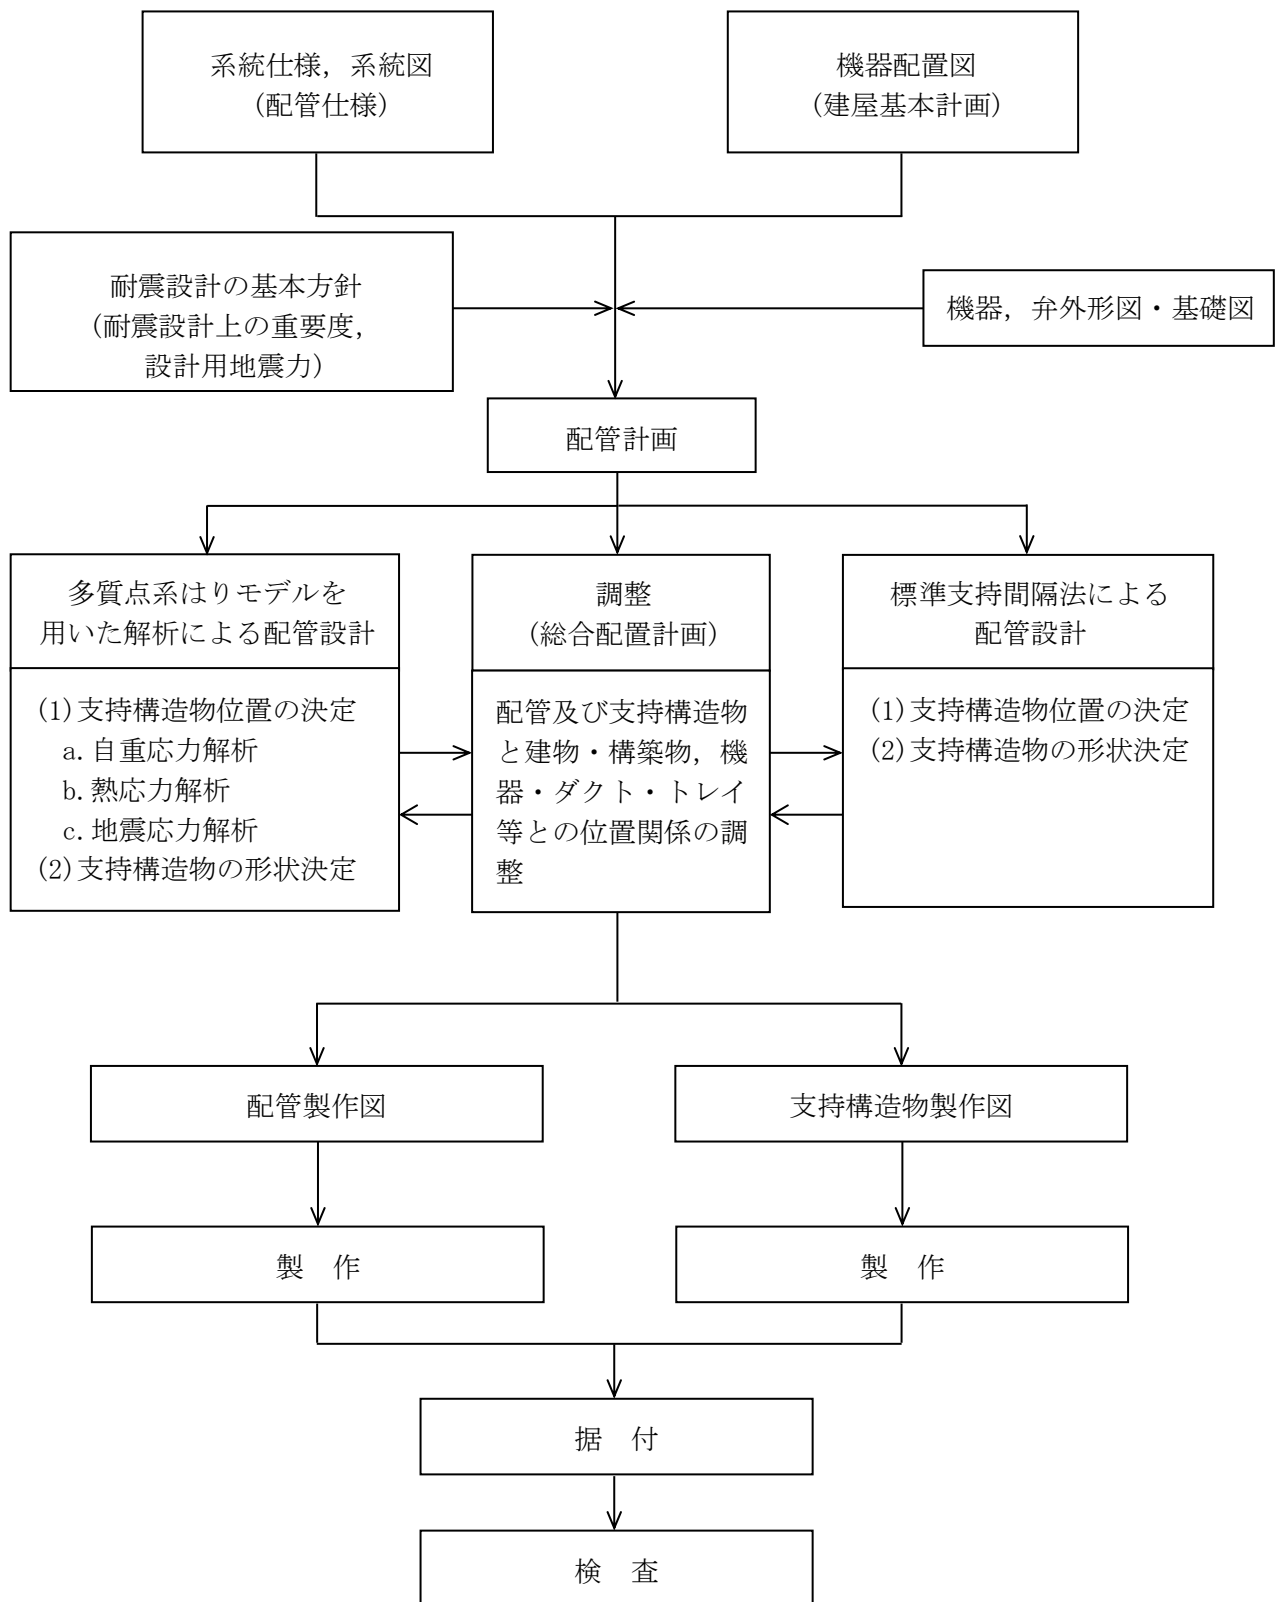 系統仕様，系統図
(配管仕様)
機器配置図
(建屋基本計画)
耐震設計の基本方針
(耐震設計上の重要度，
設計用地震力)
機器，弁外形図・基礎図
配管計画
多質点系はりモデルを
用いた解析による配管設計
(1)支持構造物位置の決定
a.自重応力解析
b.熱応力解析
c.地震応力解析
(2)支持構造物の形状決定
調整
(総合配置計画)
配管及び支持構造物
と建物・構築物，機
器・ダクト・トレイ
等との位置関係の調
整
標準支持間隔法による
配管設計
(1)支持構造物位置の決定
(2)支持構造物の形状決定
配管製作図
支持構造物製作図
製　作
製　作
据　付
検　査